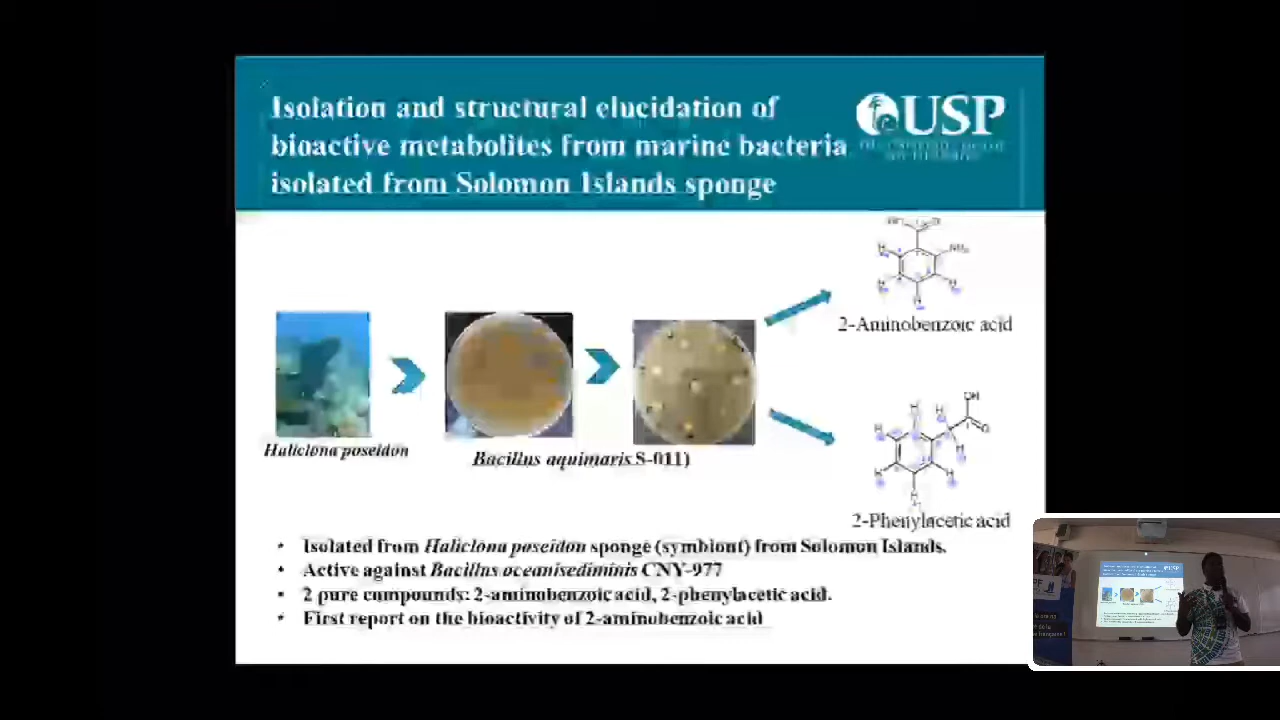 Isolation and structural elucidation of
bioactive metabolites from marine bacteria
isolated from Solomon Islands sponge
USP
NH₂
2-Aminobenzoic acid
OH
O
2-Phenylacetic acid
Haliclona poseidon
Bacillus aquimaris S-011)
• Isolated from Haliclona poseidon sponge (symbiont) from Solomon Islands.
• Active against Bacillus oceanisediminis CNY-977
• 2 pure compounds: 2-aminobenzoic acid, 2-phenylacetic acid.
• First report on the bioactivity of 2-aminobenzoic acid